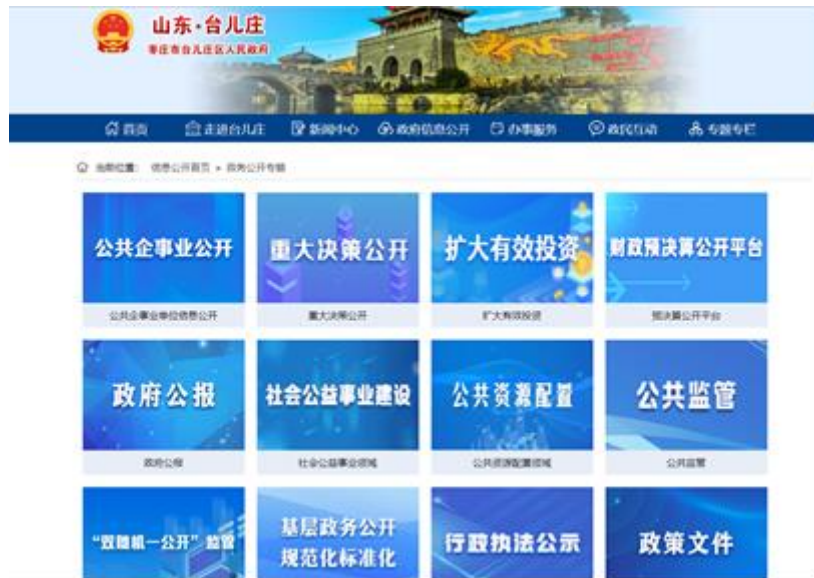 山东·台儿庄
枣庄市台儿庄区人民政府
首页 走进台儿庄 新闻中心 政府信息公开 办事服务 政民互动 专题专栏
当前位置： 信息公开首页 » 政务公开专辑
公共企事业公开 重大决策公开 扩大有效投资 财政预决算公开平台
公共企事业单位信息公开 重大决策公开 扩大有效投资 预决算公开平台
政府公报 社会公益事业建设 公共资源配置 公共监管
政府公报 社会公益事业领域 公共资源配置领域 公共监管
“双随机一公开”监管 基层政务公开 行政执法公示 政策文件
规范化标准化